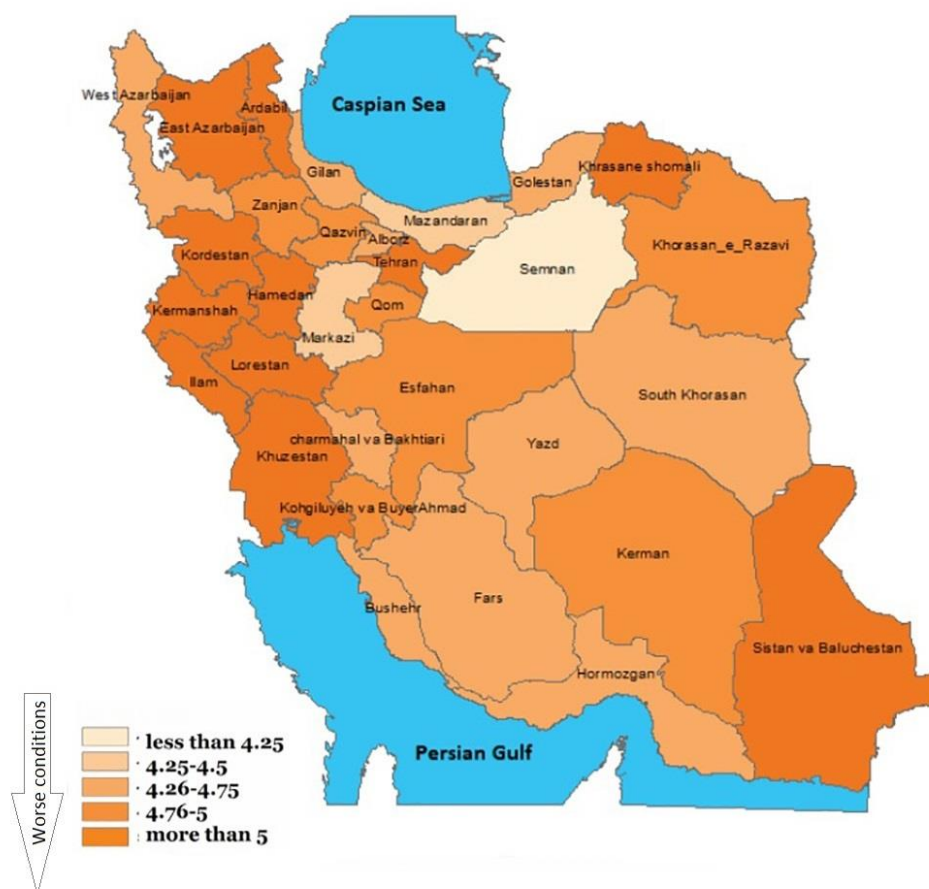 Caspian Sea
West Azarbaijan
Ardabil
East Azarbaijan
Gilan
Golestan
Khrasane shomali
Zanjan
Mazandaran
Qazvin
Alborz
Khorasan_e_Razavi
Kordestan
Tehran
Semnan
Hamedan
Qom
Kermanshah
Markazi
Lorestan
Ilam
Esfahan
South Khorasan
charmahal va Bakhtiari
Yazd
Khuzestan
Kohgiluyeh va BuyerAhmad
Kerman
Fars
Bushehr
Sistan va Baluchestan
Hormozgan
Persian Gulf
Worse conditions
less than 4.25
4.25-4.5
4.26-4.75
4.76-5
more than 5